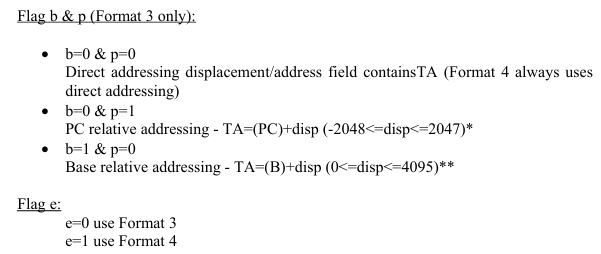 Flag b & p (Format 3 only):
• b=0 & p=0
Direct addressing displacement/address field containsTA (Format 4 always uses
direct addressing)
• b=0 & p=1
PC relative addressing - TA=(PC)+disp (-2048<=disp<=2047)*
• b=1 & p=0
Base relative addressing - TA=(B)+disp (0<=disp<=4095)**
Flag e:
e=0 use Format 3
e=1 use Format 4